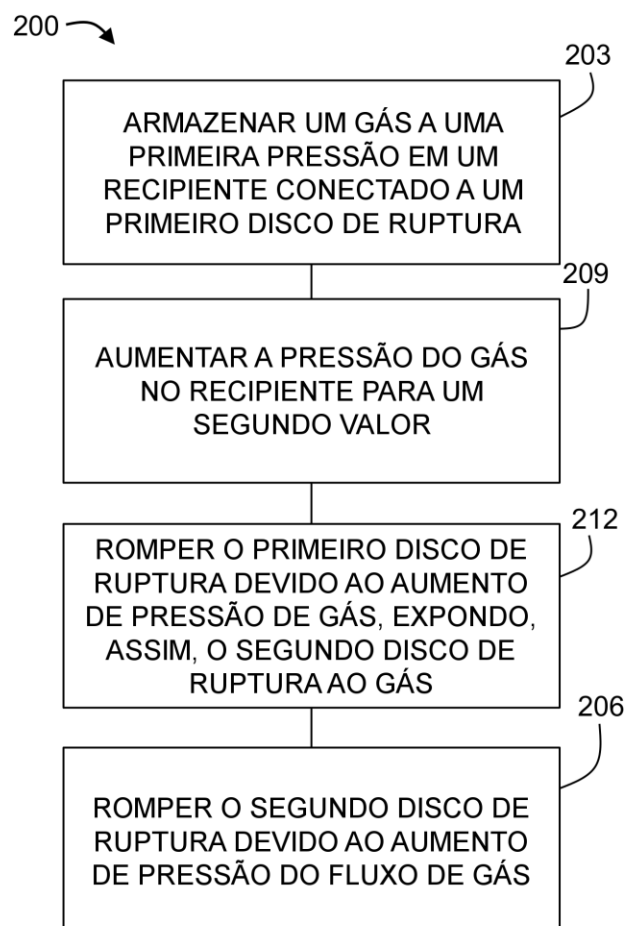 200
203
ARMAZENAR UM GÁS A UMA
PRIMEIRA PRESSÃO EM UM
RECIPIENTE CONECTADO A UM
PRIMEIRO DISCO DE RUPTURA
209
AUMENTAR A PRESSÃO DO GÁS
NO RECIPIENTE PARA UM
SEGUNDO VALOR
212
ROMPER O PRIMEIRO DISCO DE
RUPTURA DEVIDO AO AUMENTO
DE PRESSÃO DE GÁS, EXPONDO,
ASSIM, O SEGUNDO DISCO DE
RUPTURA AO GÁS
206
ROMPER O SEGUNDO DISCO DE
RUPTURA DEVIDO AO AUMENTO
DE PRESSÃO DO FLUXO DE GÁS